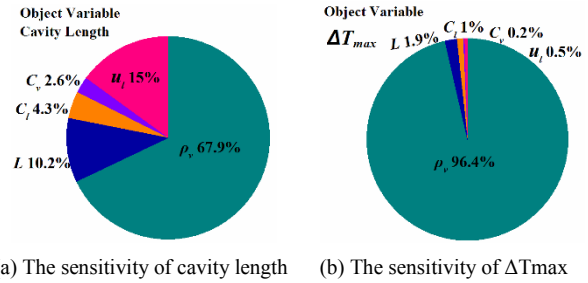 Object Variable
Cavity Length
C_v 2.6%
u_l 15%
C_l 4.3%
L 10.2%
ρ_v 67.9%
a) The sensitivity of cavity length
Object Variable
ΔT_max
L 1.9%
C_l 1%
C_v 0.2%
u_l 0.5%
ρ_v 96.4%
(b) The sensitivity of ΔTmax